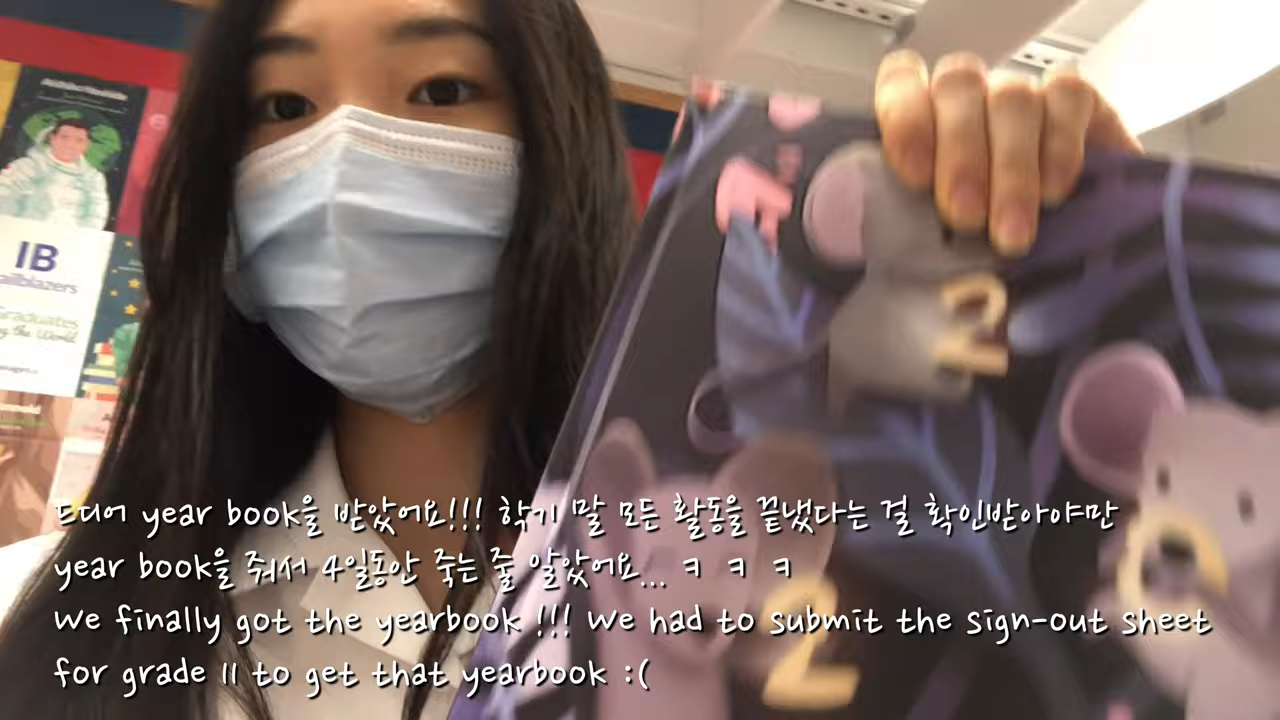 IB
드디어 year book을 받았어요!!! 학기 말 모든 활동을 끝냈다는 걸 확인받아야만
year book을 줘서 4일동안 죽는 줄 알았어요... ㅋ ㅋ ㅋ
We finally got the yearbook !!! We had to submit the sign-out sheet
for grade 11 to get that yearbook :(
2
2